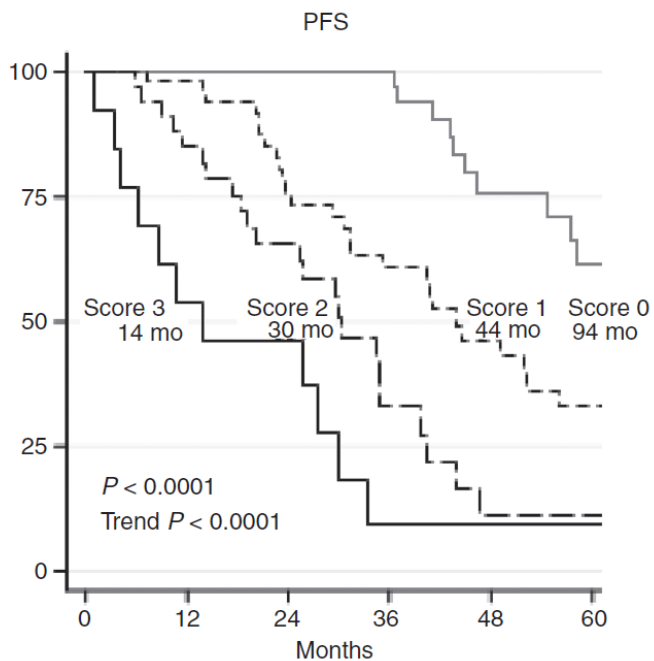 PFS
100
75
50
25
0
Score 3
14 mo
Score 2
30 mo
Score 1
44 mo
Score 0
94 mo
P < 0.0001
Trend P < 0.0001
0 12 24 36 48 60
Months